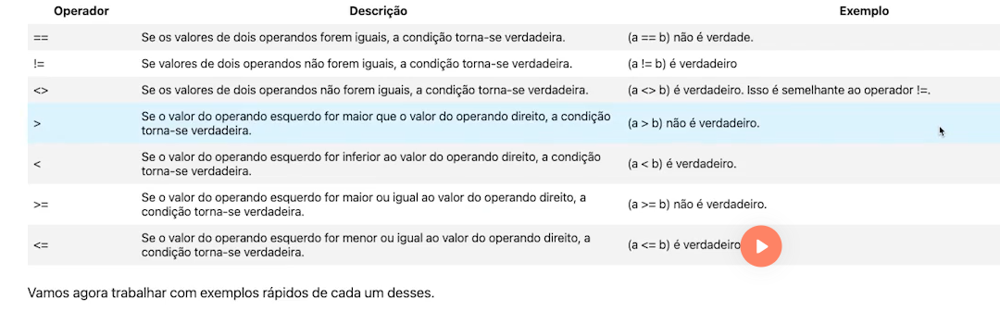 Operador Descrição Exemplo
== Se os valores de dois operandos forem iguais, a condição torna-se verdadeira. (a == b) não é verdade.
!= Se valores de dois operandos não forem iguais, a condição torna-se verdadeira. (a != b) é verdadeiro
<> Se os valores de dois operandos não forem iguais, a condição torna-se verdadeira. (a <> b) é verdadeiro. Isso é semelhante ao operador !=.
> Se o valor do operando esquerdo for maior que o valor do operando direito, a condição
torna-se verdadeira. (a > b) não é verdadeiro.
< Se o valor do operando esquerdo for inferior ao valor do operando direito, a condição
torna-se verdadeira. (a < b) é verdadeiro.
>= Se o valor do operando esquerdo for maior ou igual ao valor do operando direito, a
condição torna-se verdadeira. (a >= b) não é verdadeiro.
<= Se o valor do operando esquerdo for menor ou igual ao valor do operando direito, a
condição torna-se verdadeira. (a <= b) é verdadeiro
Vamos agora trabalhar com exemplos rápidos de cada um desses.